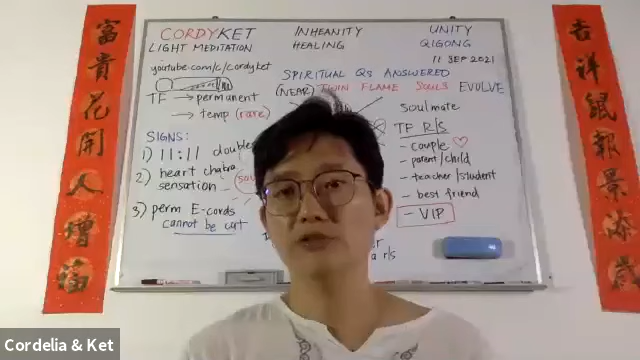 富貴花開人增福
CORDYKET
INHEANITY
UNITY
LIGHT MEDITATION
HEALING
QIGONG
youtube.com/c/cordyket
11 SEP 2021
SPIRITUAL QS ANSWERED
(NEAR) TWIN FLAME SOULS EVOLVE
TF → permanent
→ temp (rare)
soulmate
TF R/S
SIGNS:
- couple
1) 11:11 doubles
- parent/child
2) heart chakra
sensation
- teacher/student
- best friend
3) perm E-cords
cannot be cut
- VIP
r/s
吉祥紙報景添歲
Cordelia & Ket